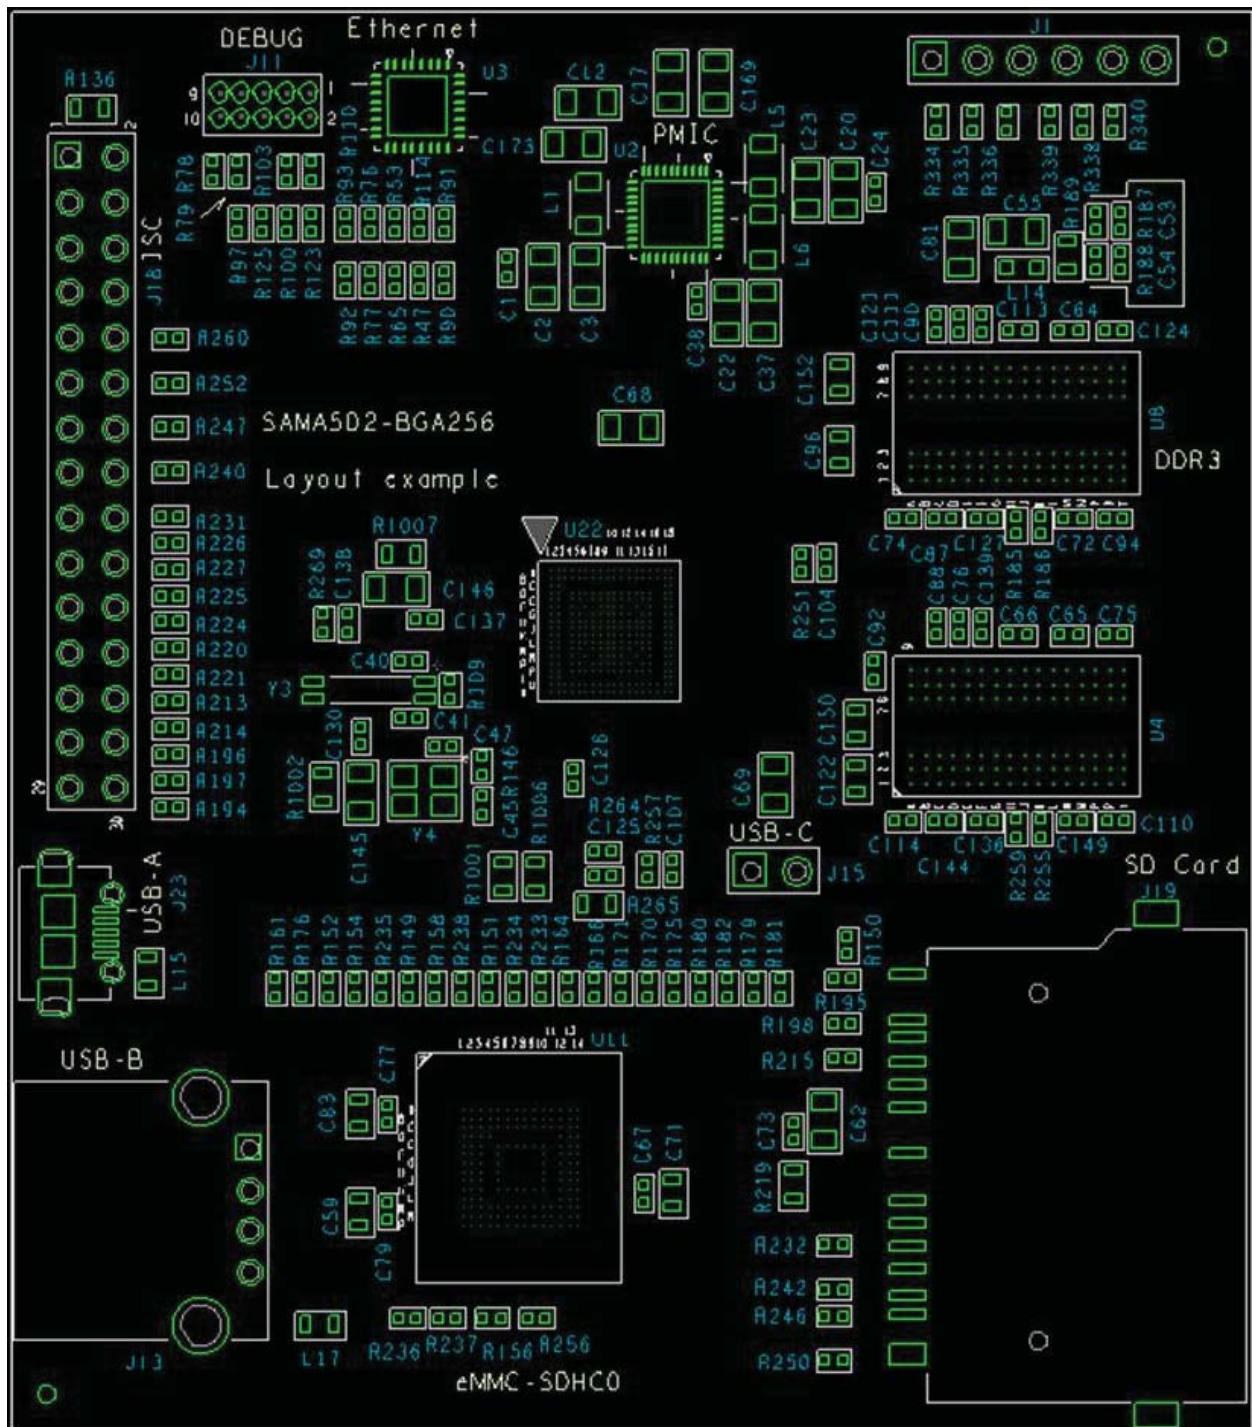 Ethernet
DEBUG
J11
J1
R136
9
1
10
2
U3
C12
C17
C169
L5
PMIC
C23
C20
C24
R334
R335
R336
R339
R338
R340
R110
C173
U2
R78
R79
R103
R93
R76
R53
R114
R91
L1
L6
C81
C55
R189
R187
C53
R188
C54
L14
ISC
J18
R97
R125
R100
R123
R92
R77
R65
R47
R90
C1
C2
C3
C38
C22
C37
C121
C111
C90
C113
C64
C124
R260
R252
R247
R240
R231
R226
R227
R225
R224
R220
R221
R213
R214
R196
R197
R194
29
30
C152
C96
C68
U8
DDR3
SAMA5D2-BGA256
Layout example
R1007
U22
R269
C138
C146
C137
C40
Y3
R109
C41
C130
C47
R1002
C145
Y4
C45
R146
C126
R251
C104
C74
C87
C127
R185
R186
C72
C94
C88
C76
C139
C66
C65
C75
C92
C150
C122
U4
C69
R264
C125
R257
C107
R1001
R1006
R265
USB-C
J15
C114
C144
C136
R259
R255
C149
C110
SD Card
J19
USB-A
J23
L15
R161
R176
R152
R154
R235
R149
R158
R238
R151
R234
R233
R164
R166
R171
R170
R175
R180
R182
R179
R181
R150
R195
R198
R215
USB-B
U11
C77
C83
C59
C79
C67
C71
C73
C62
R219
R232
R242
R246
R250
J13
L17
R236
R237
R156
R256
eMMC-SDHC0